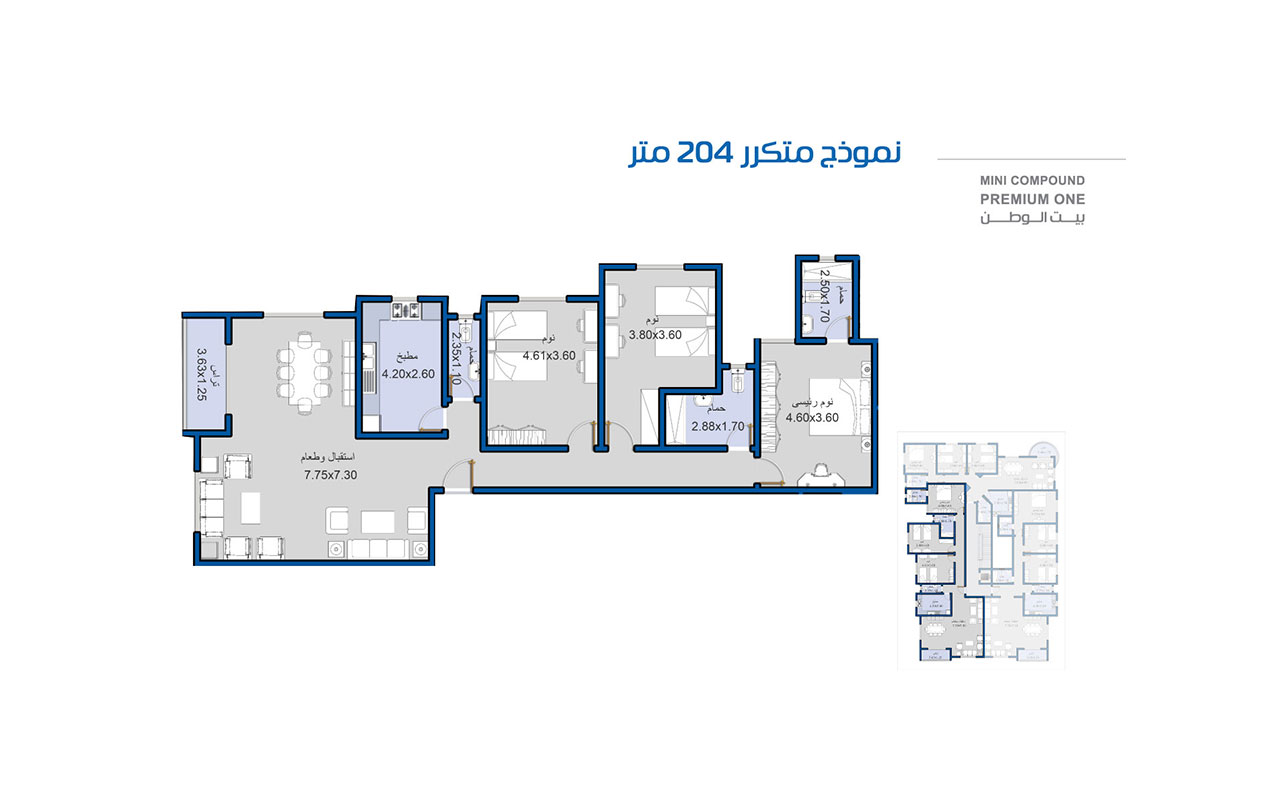 نموذج متكرر 204 متر
MINI COMPOUND
PREMIUM ONE
بيت الوطن
حمام
2.50x1.70
نوم
3.80x3.60
نوم
4.61x3.60
حمام
2.35x1.10
مطبخ
4.20x2.60
تراس
3.63x1.25
نوم رئيسى
4.60x3.60
حمام
2.88x1.70
استقبال وطعام
7.75x7.30